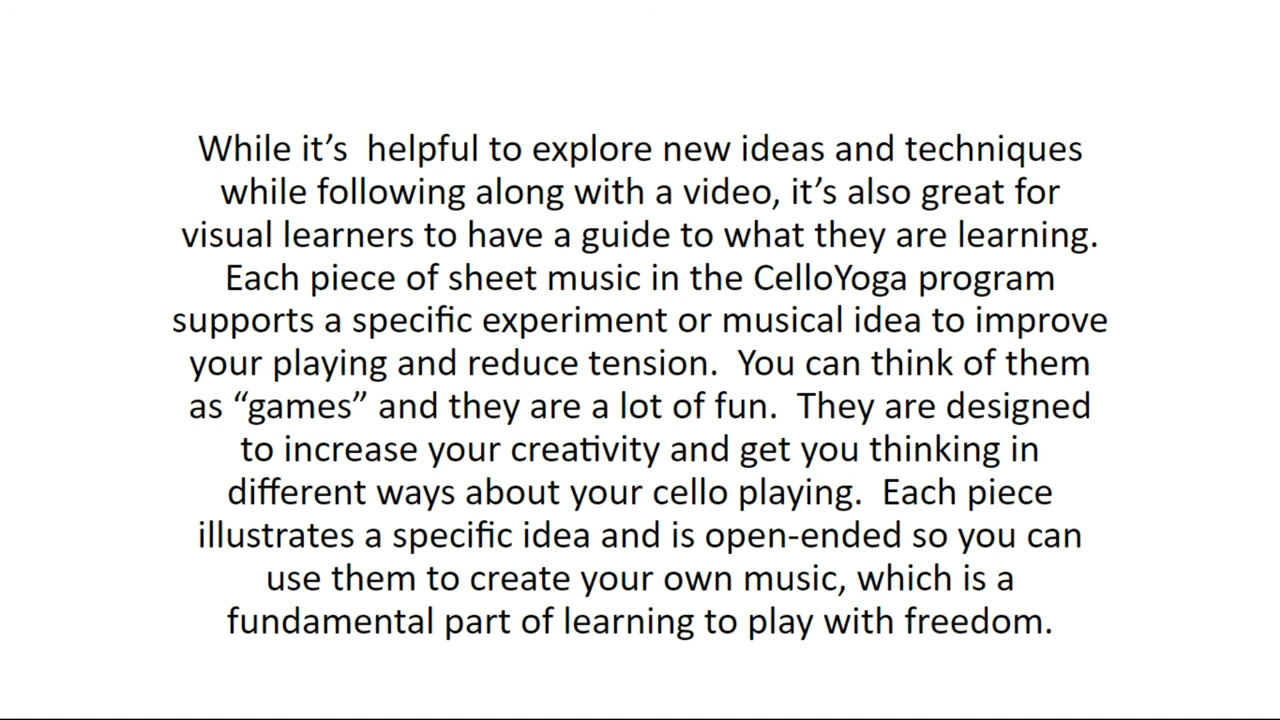 While it’s  helpful to explore new ideas and techniques
while following along with a video, it’s also great for
visual learners to have a guide to what they are learning.
Each piece of sheet music in the CelloYoga program
supports a specific experiment or musical idea to improve
your playing and reduce tension.  You can think of them
as “games” and they are a lot of fun.  They are designed
to increase your creativity and get you thinking in
different ways about your cello playing.  Each piece
illustrates a specific idea and is open-ended so you can
use them to create your own music, which is a
fundamental part of learning to play with freedom.